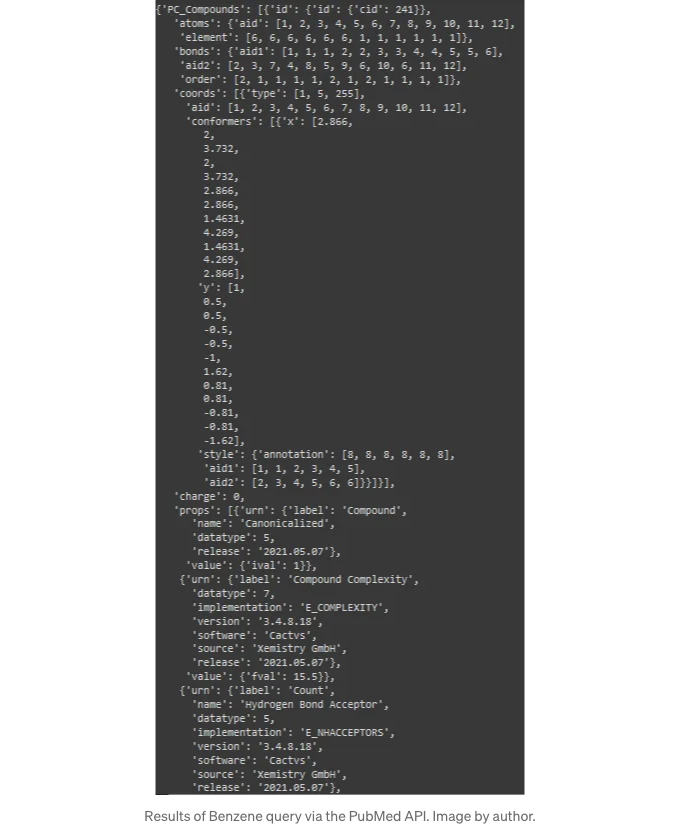 {'PC_Compounds': [{'id': {'id': {'cid': 241}},
'atoms': {'aid': [1, 2, 3, 4, 5, 6, 7, 8, 9, 10, 11, 12],
'element': [6, 6, 6, 6, 6, 6, 1, 1, 1, 1, 1, 1]},
'bonds': {'aid1': [1, 1, 1, 2, 2, 3, 3, 4, 4, 5, 5, 6],
'aid2': [2, 3, 7, 4, 8, 5, 9, 6, 10, 6, 11, 12],
'order': [2, 1, 1, 1, 1, 2, 1, 2, 1, 1, 1, 1]},
'coords': [{'type': [1, 5, 255],
'aid': [1, 2, 3, 4, 5, 6, 7, 8, 9, 10, 11, 12],
'conformers': [{'x': [2.866,
2,
3.732,
2,
3.732,
2.866,
2.866,
1.4631,
4.269,
1.4631,
4.269,
2.866],
'y': [1,
0.5,
0.5,
-0.5,
-0.5,
-1,
1.62,
0.81,
0.81,
-0.81,
-0.81,
-1.62],
'style': {'annotation': [8, 8, 8, 8, 8, 8],
'aid1': [1, 1, 2, 3, 4, 5],
'aid2': [2, 3, 4, 5, 6, 6]}}]}],
'charge': 0,
'props': [{'urn': {'label': 'Compound',
'name': 'Canonicalized',
'datatype': 5,
'release': '2021.05.07'},
'value': {'ival': 1}},
{'urn': {'label': 'Compound Complexity',
'datatype': 7,
'implementation': 'E_COMPLEXITY',
'version': '3.4.8.18',
'software': 'Cactvs',
'source': 'Xemistry GmbH',
'release': '2021.05.07'},
'value': {'fval': 15.5}},
{'urn': {'label': 'Count',
'name': 'Hydrogen Bond Acceptor',
'datatype': 5,
'implementation': 'E_NHACCEPTORS',
'version': '3.4.8.18',
'software': 'Cactvs',
'source': 'Xemistry GmbH',
'release': '2021.05.07'},
Results of Benzene query via the PubMed API. Image by author.